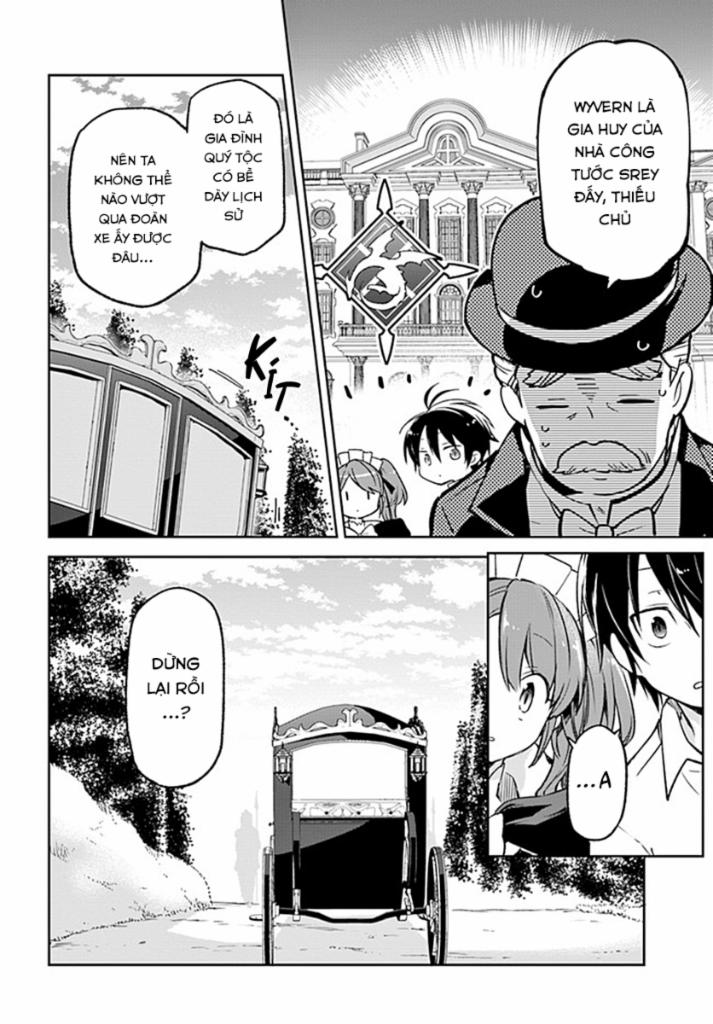 WYVERN LÀ
GIA HUY CỦA
NHÀ CÔNG
TƯỚC SREY
ĐẤY, THIẾU
CHỦ
ĐÓ LÀ
GIA ĐÌNH
QUÝ TỘC
CÓ BỀ
DÀY LỊCH
SỬ
NÊN TA
KHÔNG THỂ
NÀO VƯỢT
QUA ĐOÀN
XE ẤY ĐƯỢC
ĐÂU...
KÍT...
...A
DỪNG
LẠI RỒI
...?